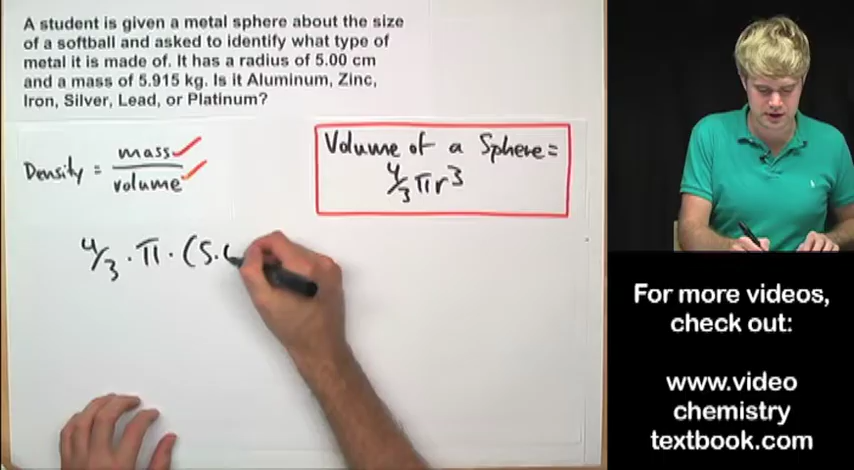 A student is given a metal sphere about the size
of a softball and asked to identify what type of
metal it is made of. It has a radius of 5.00 cm
and a mass of 5.915 kg. Is it Aluminum, Zinc,
Iron, Silver, Lead, or Platinum?
Density = mass/volume
Volume of a Sphere =
4/3 πr³
4/3 · π · (5.
For more videos,
check out:
www.video
chemistry
textbook.com